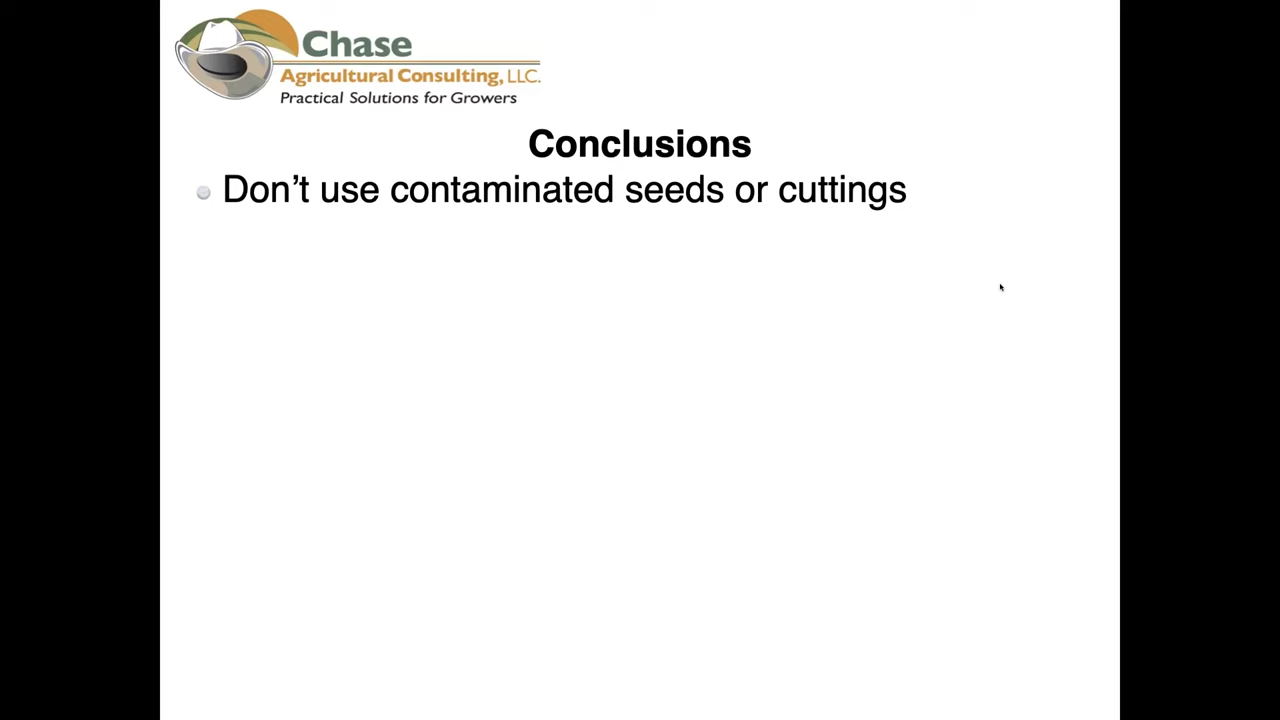 Chase
Agricultural Consulting, LLC.
Practical Solutions for Growers
Conclusions
Don’t use contaminated seeds or cuttings